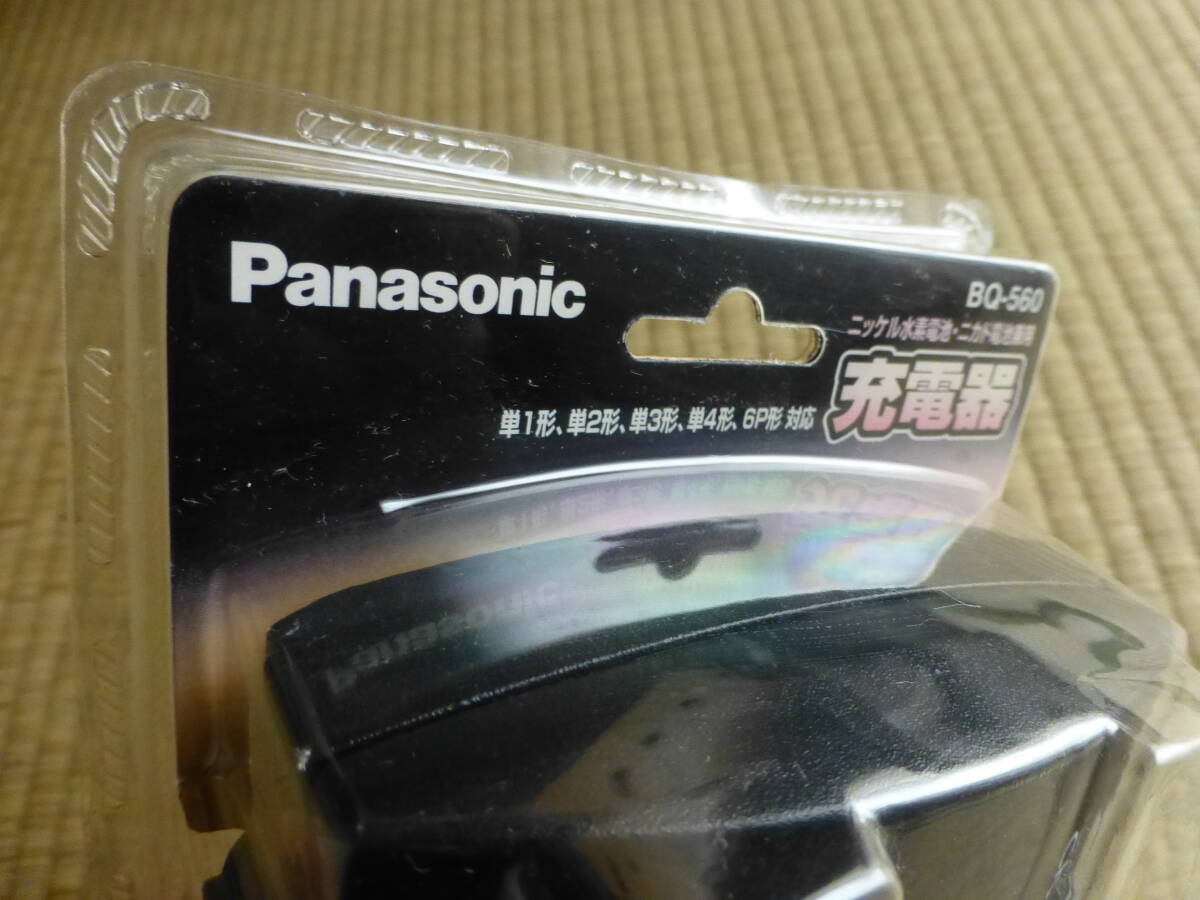 Panasonic
BQ-560
ニッケル水素電池・ニカド電池専用
充電器
単1形、単2形、単3形、単4形、6P形 対応